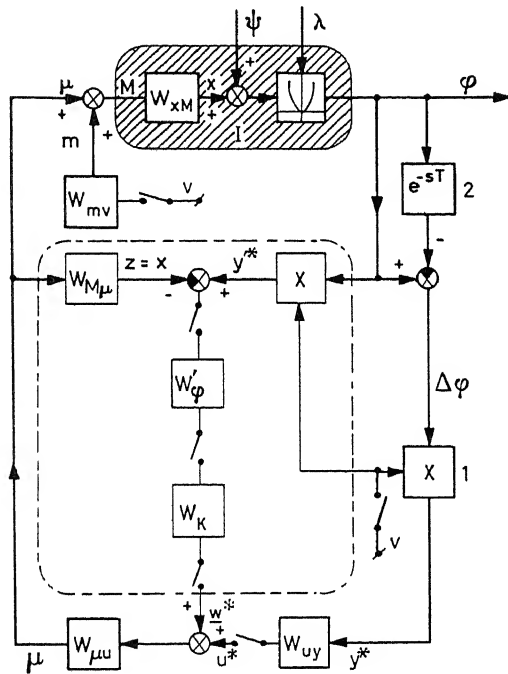 ψ λ
μ + M W_xM x + + φ
m + I
W_mv v e^-sT 2
-
W_Mμ z = x - + y'* X +
W'_φ Δφ
W_K X 1
v
+ w*/+
W_μu u* W_uy y*
μ